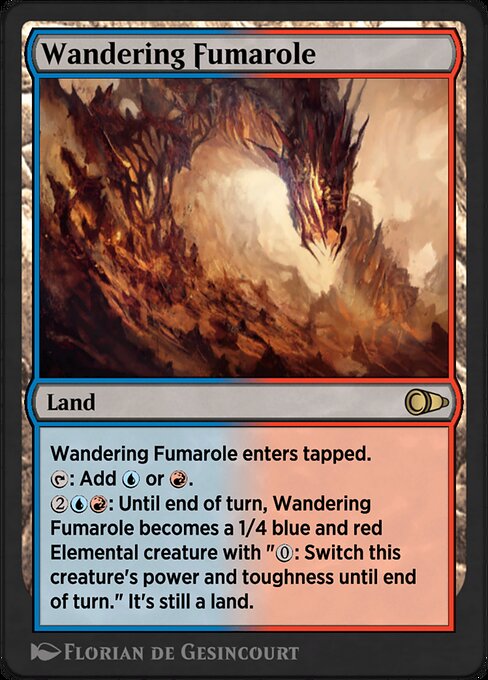 Wandering Fumarole
Land
Wandering Fumarole enters tapped.
: Add or .
2: Until end of turn, Wandering
Fumarole becomes a 1/4 blue and red
Elemental creature with "0: Switch this
creature's power and toughness until end
of turn." It's still a land.
Florian de Gesincourt